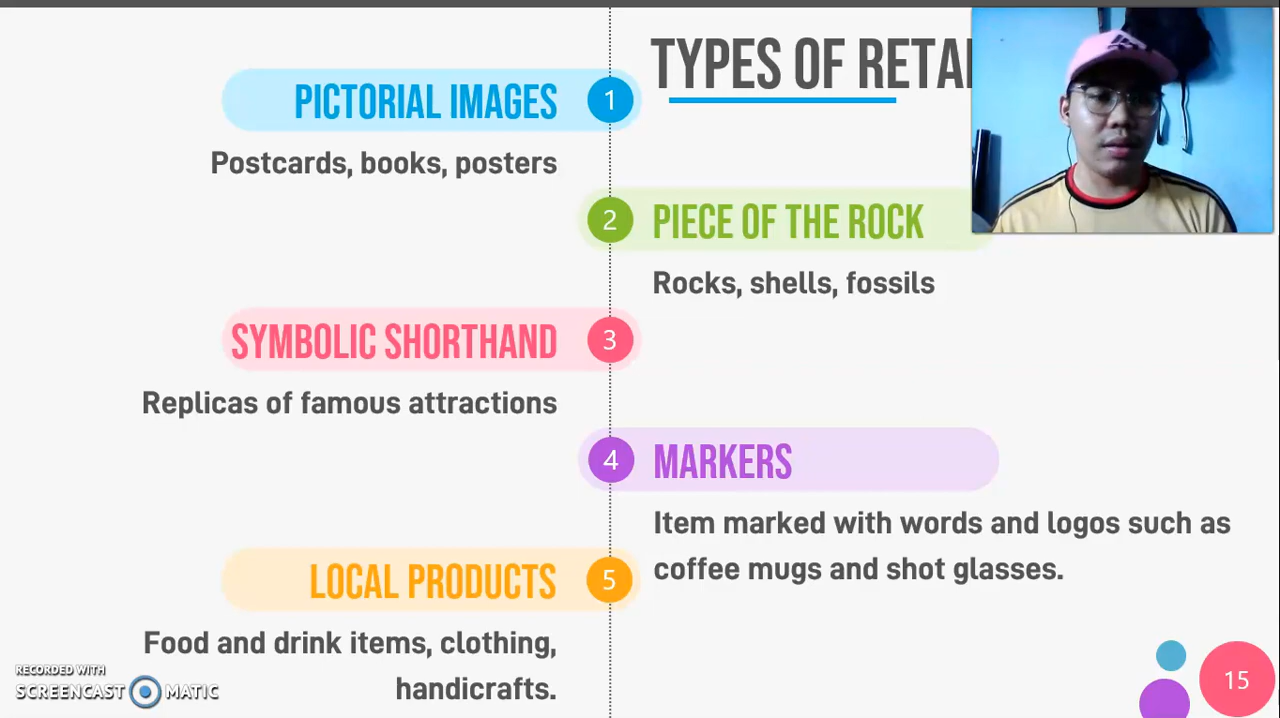 TYPES OF
PICTORIAL IMAGES 1
Postcards, books, posters
2 PIECE OF THE ROCK
Rocks, shells, fossils
SYMBOLIC SHORTHAND 3
Replicas of famous attractions
4 MARKERS
Item marked with words and logos such as
coffee mugs and shot glasses.
LOCAL PRODUCTS 5
Food and drink items, clothing,
handicrafts.
RECORDED WITH
SCREENCAST MATIC
15